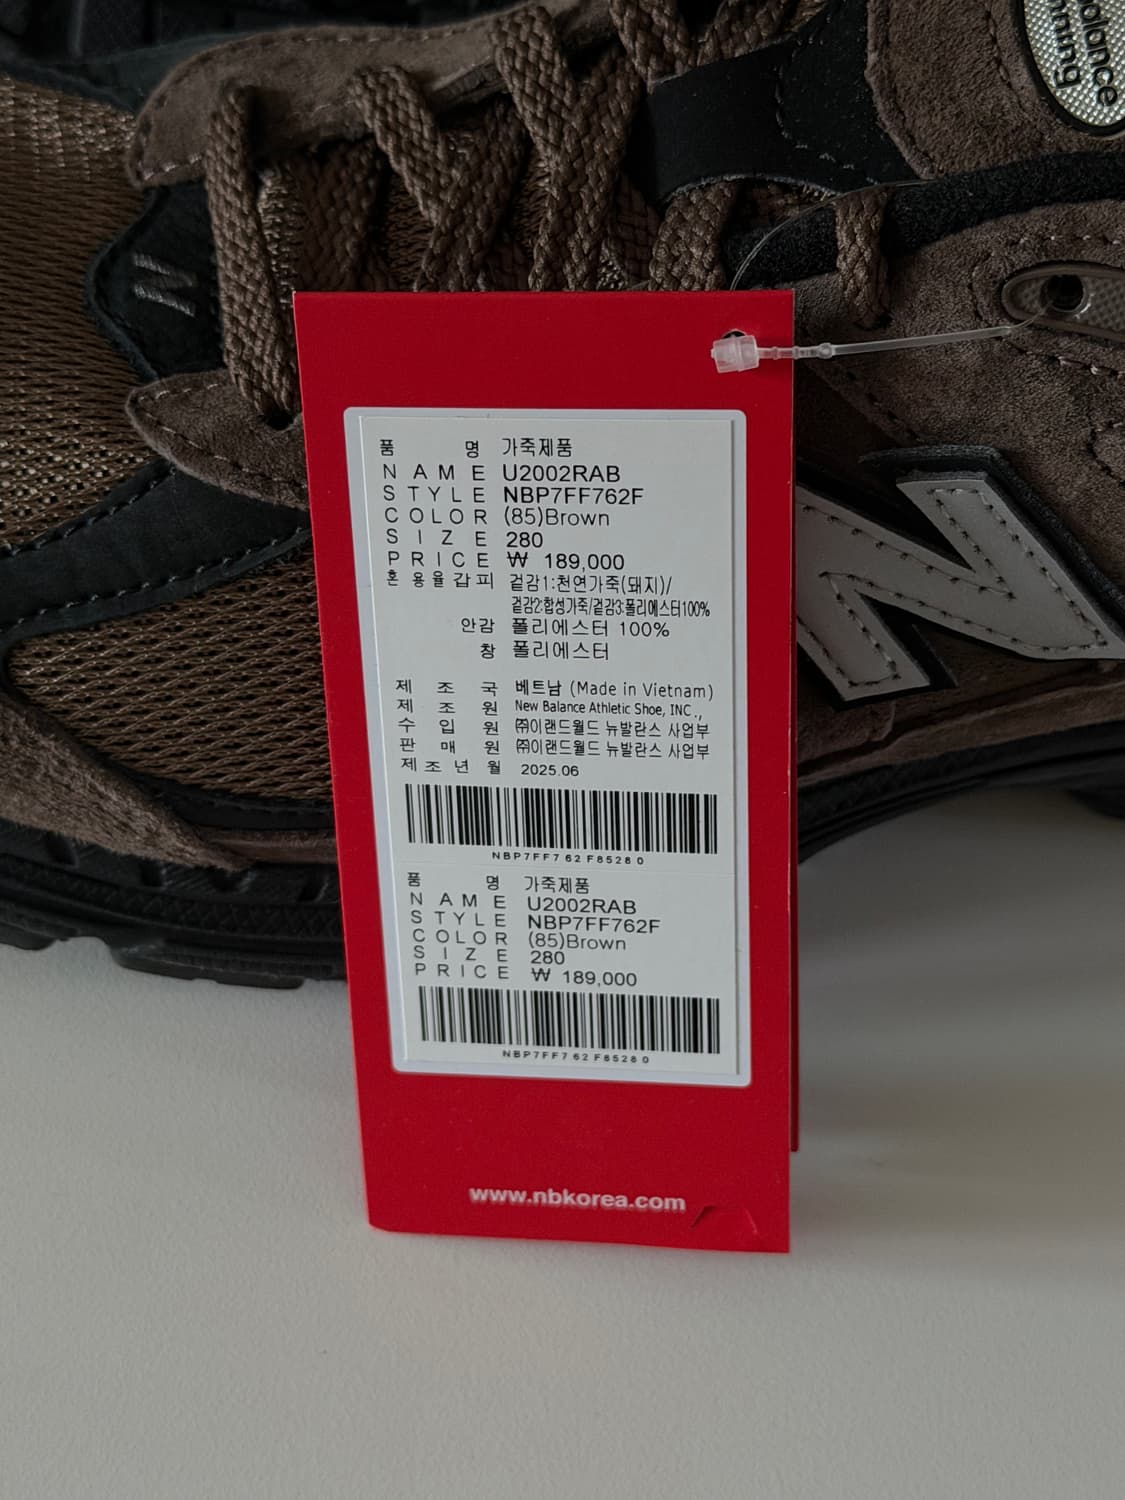 balance
N
품 명 가죽제품
NAME U2002RAB
STYLE NBP7FF762F
COLOR (85)Brown
SIZE 280
PRICE ₩ 189,000
혼용율갑피 겉감1:천연가죽(돼지)/
겉감2:합성가죽/겉감3:폴리에스터100%
안감 폴리에스터 100%
창 폴리에스터
제조국 베트남 (Made in Vietnam)
제조원 New Balance Athletic Shoe, INC.,
수입원 ㈜이랜드월드 뉴발란스 사업부
판매원 ㈜이랜드월드 뉴발란스 사업부
제조년월 2025.06
NBP7FF762F85280
품 명 가죽제품
NAME U2002RAB
STYLE NBP7FF762F
COLOR (85)Brown
SIZE 280
PRICE ₩ 189,000
NBP7FF762F85280
www.nbkorea.com